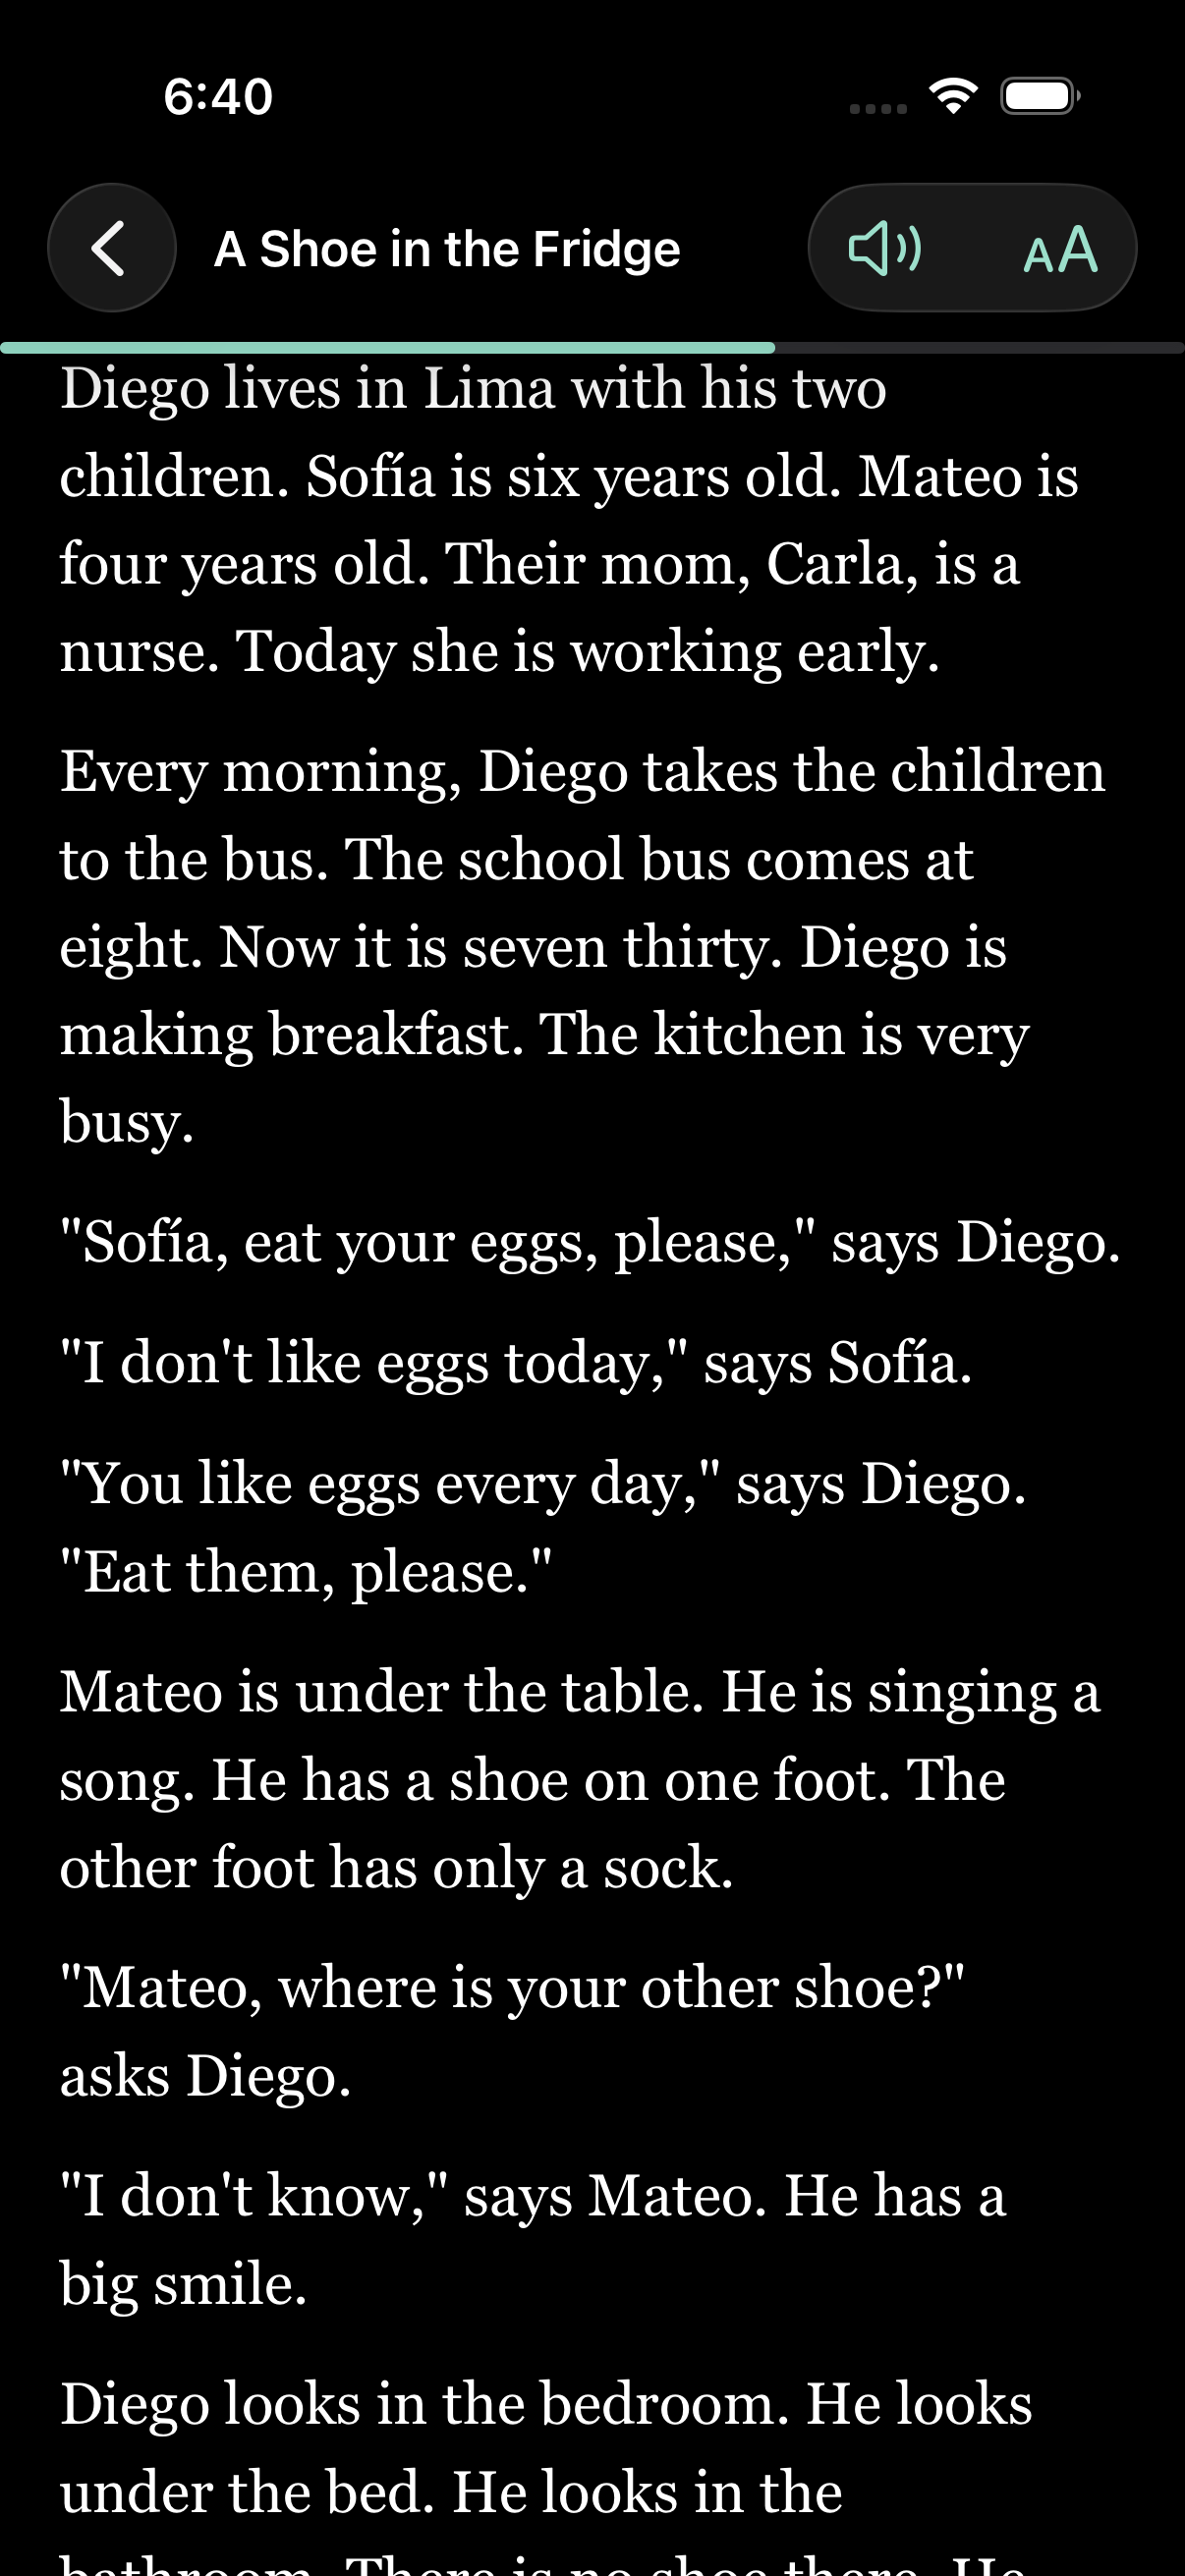 6:40
A Shoe in the Fridge
AA
Diego lives in Lima with his two
children. Sofía is six years old. Mateo is
four years old. Their mom, Carla, is a
nurse. Today she is working early.
Every morning, Diego takes the children
to the bus. The school bus comes at
eight. Now it is seven thirty. Diego is
making breakfast. The kitchen is very
busy.
"Sofía, eat your eggs, please," says Diego.
"I don't like eggs today," says Sofía.
"You like eggs every day," says Diego.
"Eat them, please."
Mateo is under the table. He is singing a
song. He has a shoe on one foot. The
other foot has only a sock.
"Mateo, where is your other shoe?"
asks Diego.
"I don't know," says Mateo. He has a
big smile.
Diego looks in the bedroom. He looks
under the bed. He looks in the
bathroom. There is no shoe there. He